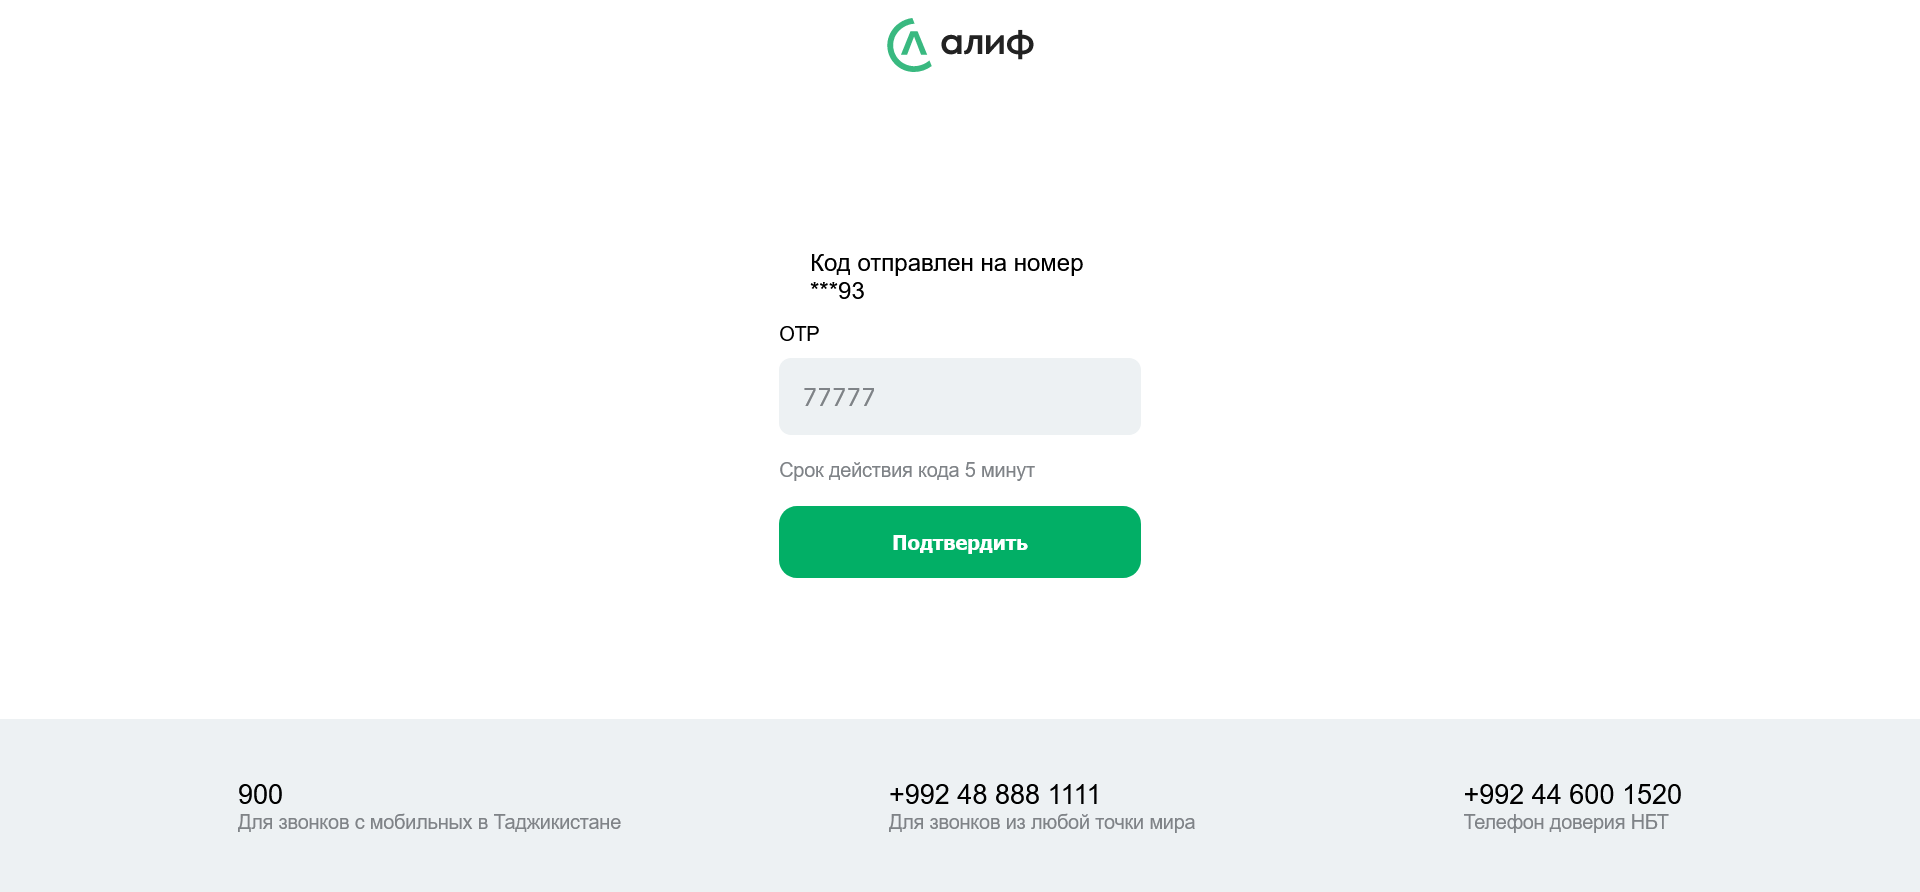 алиф
Код отправлен на номер
***93
OTP
77777
Срок действия кода 5 минут
Подтвердить
900
Для звонков с мобильных в Таджикистане
+992 48 888 1111
Для звонков из любой точки мира
+992 44 600 1520
Телефон доверия НБТ